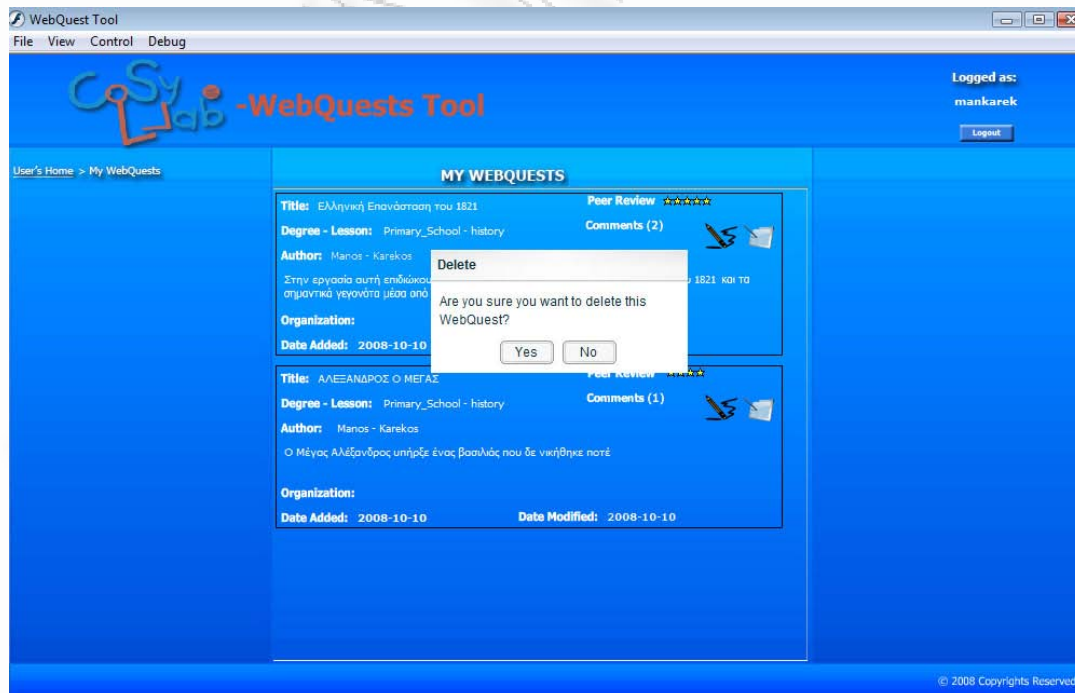 WebQuest Tool
File View Control Debug
CoSy Lab -WebQuests Tool
Logged as:
mankarek
Logout
User's Home > My WebQuests
MY WEBQUESTS
Title: Ελληνική Επανάσταση του 1821
Peer Review
Degree - Lesson: Primary_School - history
Comments (2)
Author: Manos - Karekos
Στην εργασία αυτή επιδιώκου 1821 και τα
σημαντικά γεγονότα μέσα από
Organization:
Date Added: 2008-10-10
Delete
Are you sure you want to delete this
WebQuest?
Yes No
Title: ΑΛΕΞΑΝΔΡΟΣ Ο ΜΕΓΑΣ
Peer Review
Degree - Lesson: Primary_School - history
Comments (1)
Author: Manos - Karekos
Ο Μέγας Αλέξανδρος υπήρξε ένας βασιλιάς που δε νικήθηκε ποτέ
Organization:
Date Added: 2008-10-10 Date Modified: 2008-10-10
© 2008 Copyrights Reserved